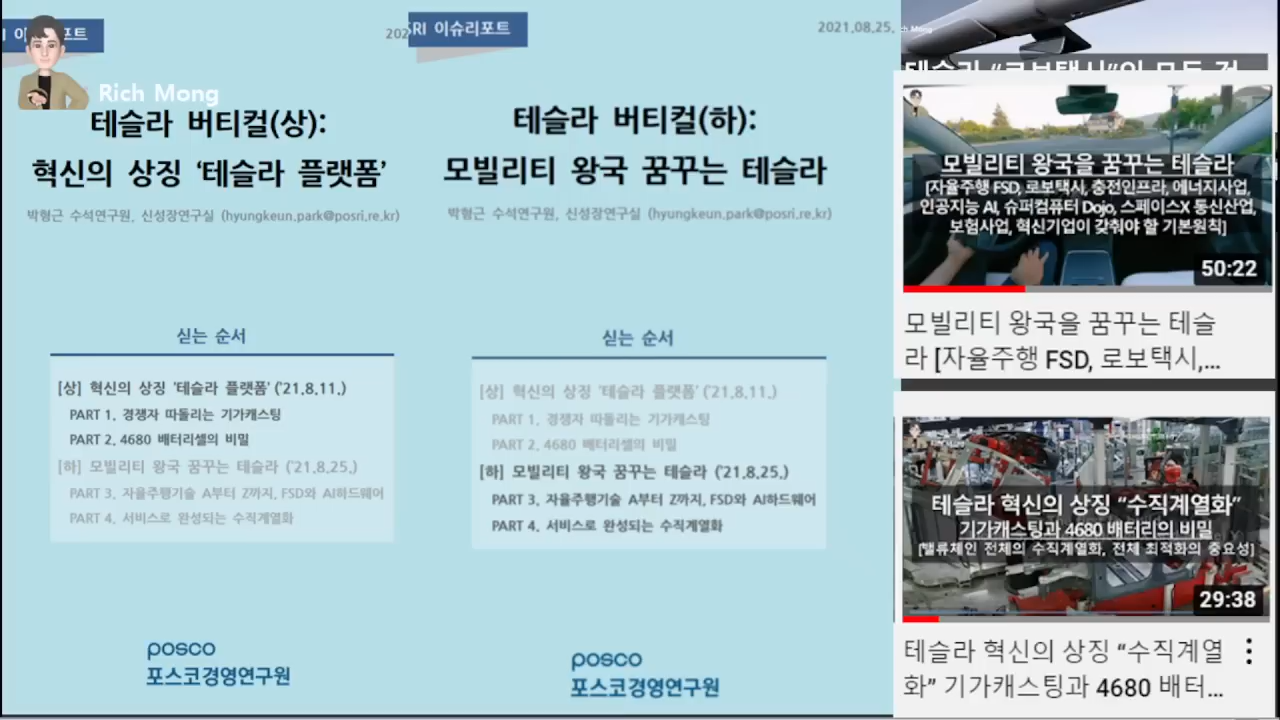 Rich Mong
이슈리포트
테슬라 버티컬(상):
혁신의 상징 ‘테슬라 플랫폼’
박형근 수석연구원, 신성장연구실 (hyungkeun.park@posri.re.kr)
싣는 순서
[상] 혁신의 상징 ‘테슬라 플랫폼’ (’21.8.11.)
PART 1. 경쟁자 따돌리는 기가캐스팅
PART 2. 4680 배터리셀의 비밀
[하] 모빌리티 왕국 꿈꾸는 테슬라 (’21.8.25.)
PART 3. 자율주행기술 A부터 Z까지, FSD와 AI하드웨어
PART 4. 서비스로 완성되는 수직계열화
posco
포스코경영연구원
SRI 이슈리포트
2021.08.25.
테슬라 버티컬(하):
모빌리티 왕국 꿈꾸는 테슬라
박형근 수석연구원, 신성장연구실 (hyungkeun.park@posri.re.kr)
싣는 순서
[상] 혁신의 상징 ‘테슬라 플랫폼’ (’21.8.11.)
PART 1. 경쟁자 따돌리는 기가캐스팅
PART 2. 4680 배터리셀의 비밀
[하] 모빌리티 왕국 꿈꾸는 테슬라 (’21.8.25.)
PART 3. 자율주행기술 A부터 Z까지, FSD와 AI하드웨어
PART 4. 서비스로 완성되는 수직계열화
posco
포스코경영연구원
Rich Mong
테슬라 “로보택시”의 모든 것
모빌리티 왕국을 꿈꾸는 테슬라
[자율주행 FSD, 로보택시, 충전인프라, 에너지사업,
인공지능 AI, 슈퍼컴퓨터 Dojo, 스페이스X 통신산업,
보험사업, 혁신기업이 갖춰야 할 기본원칙]
50:22
모빌리티 왕국을 꿈꾸는 테슬
라 [자율주행 FSD, 로보택시,...
테슬라 혁신의 상징 “수직계열화”
기가캐스팅과 4680 배터리의 비밀
[밸류체인 전체의 수직계열화, 전체 최적화의 중요성]
29:38
테슬라 혁신의 상징 “수직계열
화” 기가캐스팅과 4680 배터...